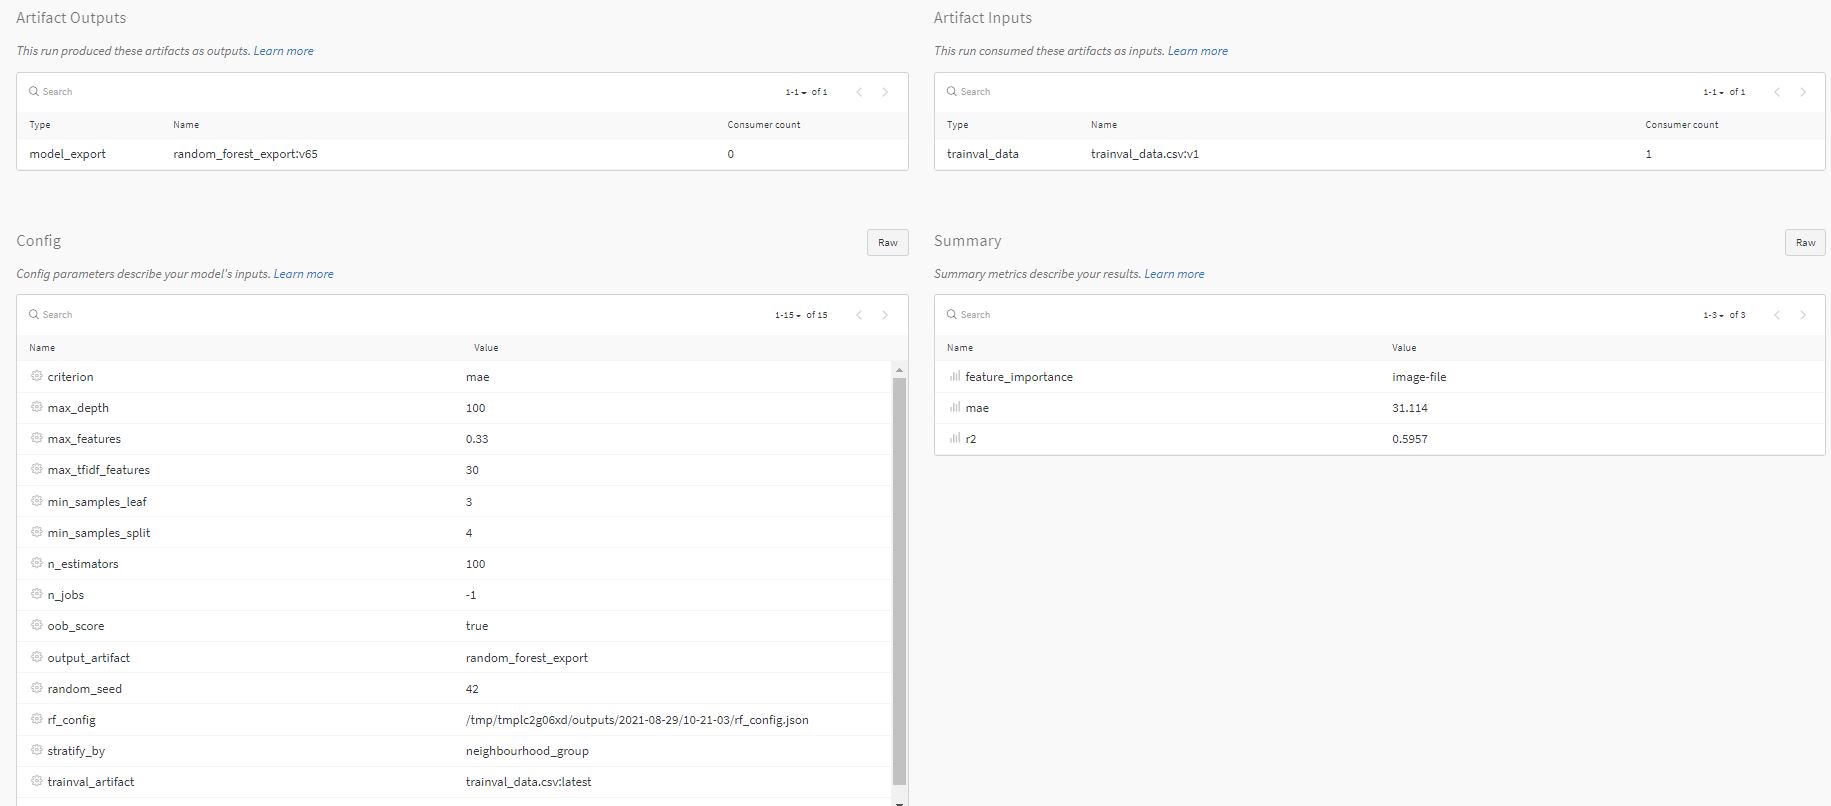 Artifact Outputs
This run produced these artifacts as outputs. Learn more
Search
1-1 of 1
Type Name Consumer count
model_export random_forest_export:v65 0
Artifact Inputs
This run consumed these artifacts as inputs. Learn more
Search
1-1 of 1
Type Name Consumer count
trainval_data trainval_data.csv:v1 1
Config
Raw
Config parameters describe your model's inputs. Learn more
Search
1-15 of 15
Name Value
criterion mae
max_depth 100
max_features 0.33
max_tfidf_features 30
min_samples_leaf 3
min_samples_split 4
n_estimators 100
n_jobs -1
oob_score true
output_artifact random_forest_export
random_seed 42
rf_config /tmp/tmplc2g06xd/outputs/2021-08-29/10-21-03/rf_config.json
stratify_by neighbourhood_group
trainval_artifact trainval_data.csv:latest
Summary
Raw
Summary metrics describe your results. Learn more
Search
1-3 of 3
Name Value
feature_importance image-file
mae 31.114
r2 0.5957